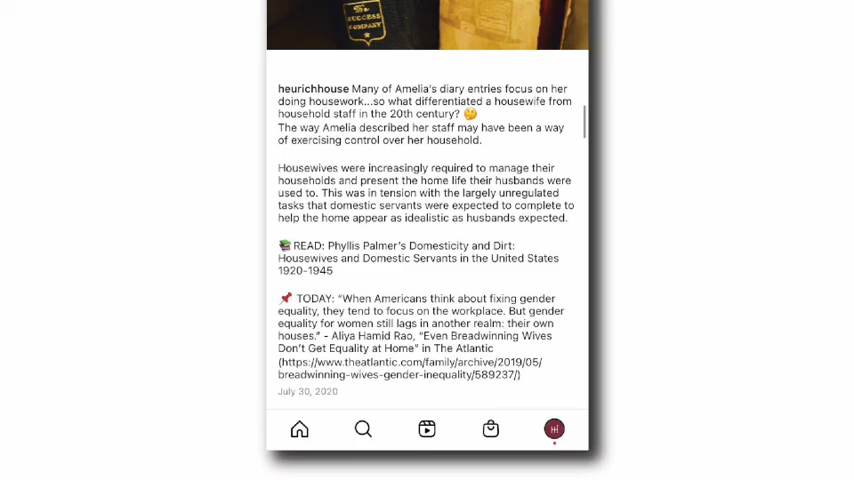 The
SUCCESS
COMPANY
heurichhouse Many of Amelia's diary entries focus on her
doing housework...so what differentiated a housewife from
household staff in the 20th century? 🤔
The way Amelia described her staff may have been a way
of exercising control over her household.
Housewives were increasingly required to manage their
households and present the home life their husbands were
used to. This was in tension with the largely unregulated
tasks that domestic servants were expected to complete to
help the home appear as idealistic as husbands expected.
📚READ: Phyllis Palmer's Domesticity and Dirt:
Housewives and Domestic Servants in the United States
1920-1945
📌 TODAY: "When Americans think about fixing gender
equality, they tend to focus on the workplace. But gender
equality for women still lags in another realm: their own
houses." - Aliya Hamid Rao, "Even Breadwinning Wives
Don't Get Equality at Home" in The Atlantic
(https://www.theatlantic.com/family/archive/2019/05/
breadwinning-wives-gender-inequality/589237/)
July 30, 2020